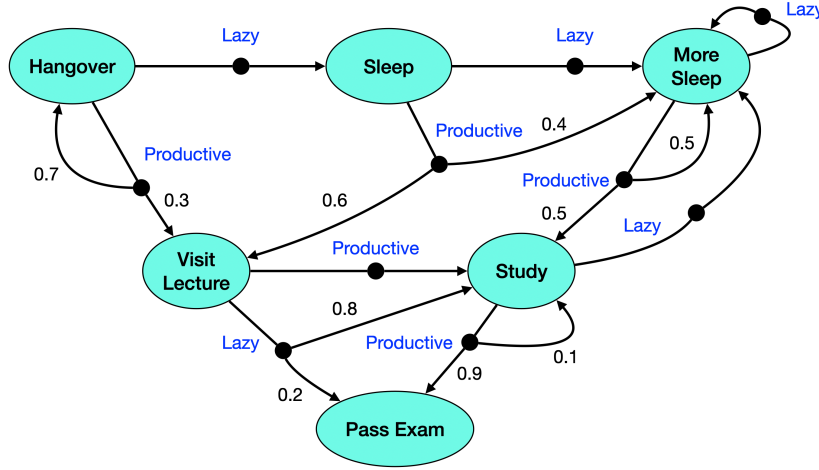 Lazy
Lazy
Lazy
Hangover
Sleep
More
Sleep
Productive
Productive
0.4
0.5
0.7
0.3
0.6
Productive
0.5
Lazy
Visit
Lecture
Productive
Study
0.8
Lazy
Productive
0.1
0.2
0.9
Pass Exam